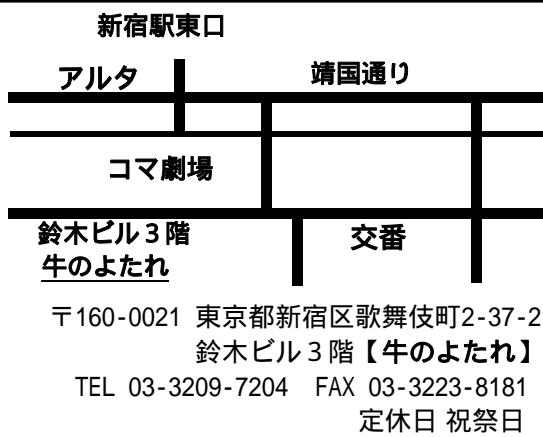 新宿駅東口
アルタ 靖国通り
コマ劇場
鈴木ビル3階 交番
牛のよたれ
〒160-0021 東京都新宿区歌舞伎町2-37-2
鈴木ビル3階【牛のよたれ】
TEL 03-3209-7204 FAX 03-3223-8181
定休日 祝祭日